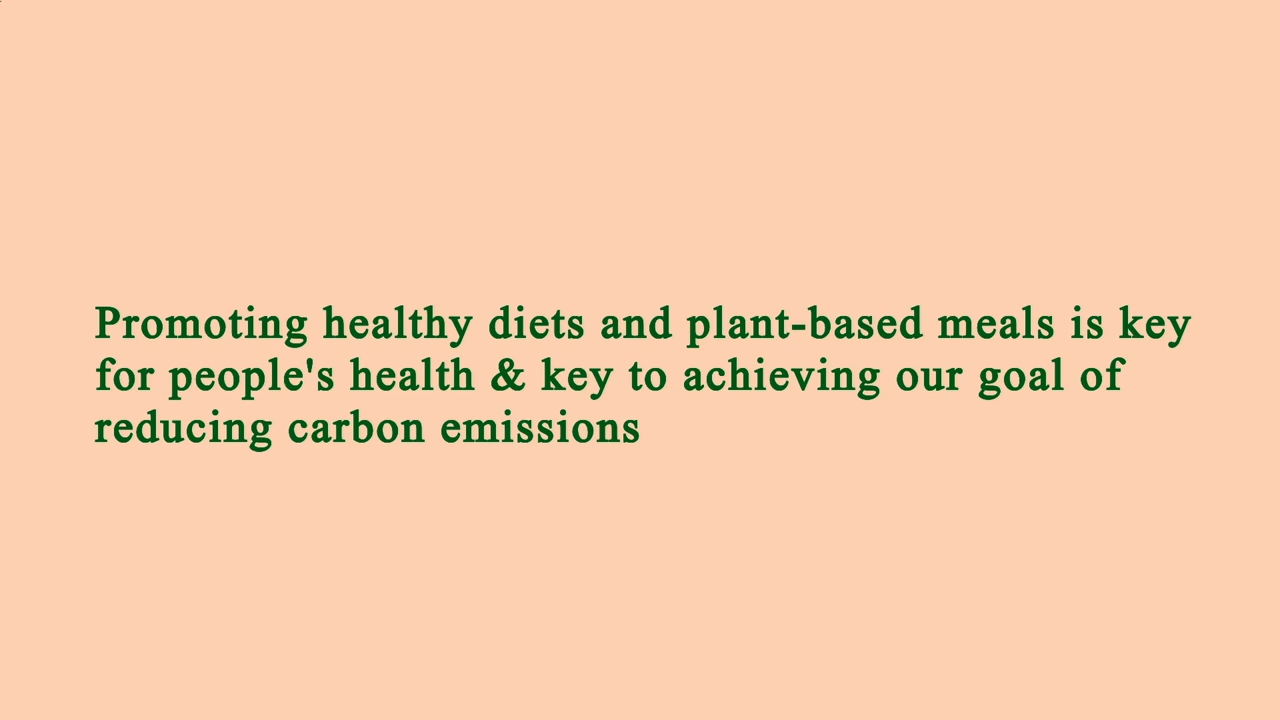 Promoting healthy diets and plant-based meals is key
for people's health & key to achieving our goal of
reducing carbon emissions